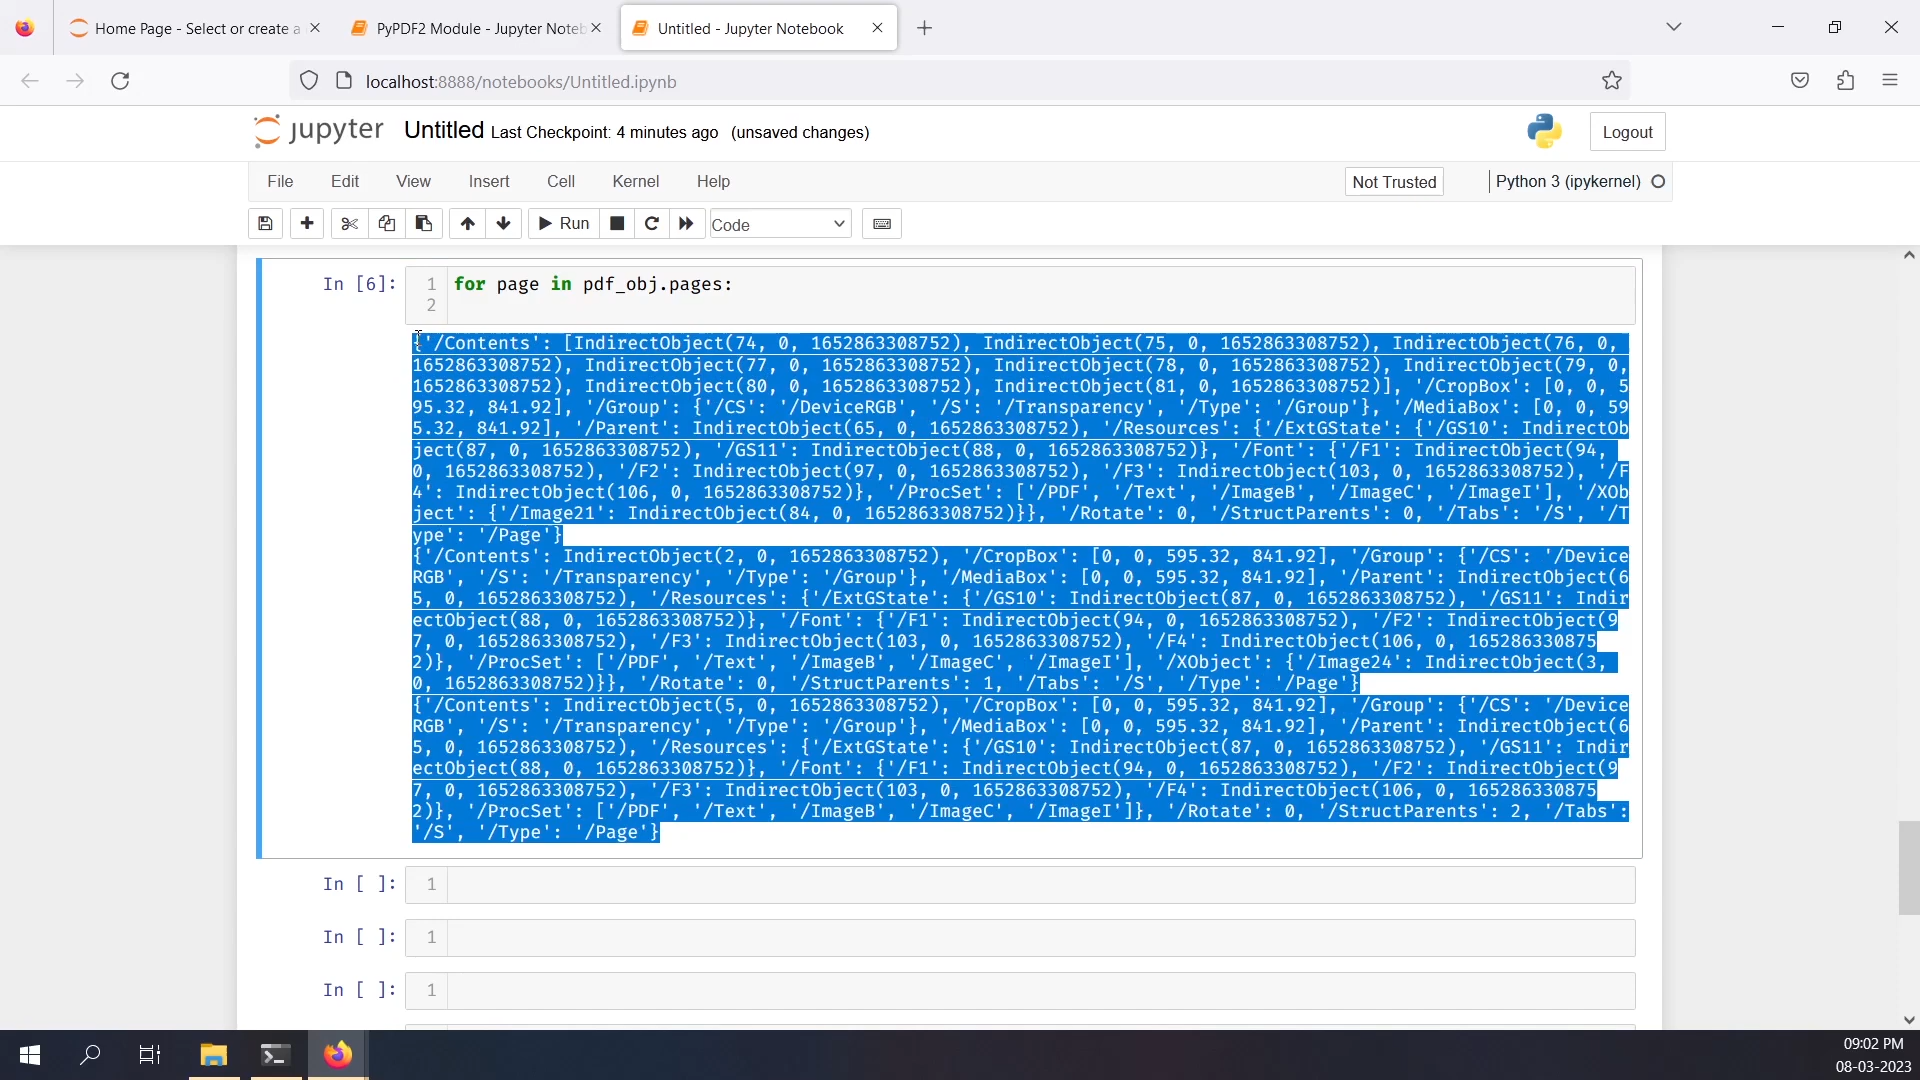 Home Page - Select or create a
PyPDF2 Module - Jupyter Noteb
Untitled - Jupyter Notebook
localhost:8888/notebooks/Untitled.ipynb
jupyter Untitled Last Checkpoint: 4 minutes ago (unsaved changes)
Logout
File Edit View Insert Cell Kernel Help
Not Trusted
Python 3 (ipykernel)
Run
Code
In [6]:
1 for page in pdf_obj.pages:
2
{'/Contents': [IndirectObject(74, 0, 1652863308752), IndirectObject(75, 0, 1652863308752), IndirectObject(76, 0,
1652863308752), IndirectObject(77, 0, 1652863308752), IndirectObject(78, 0, 1652863308752), IndirectObject(79, 0,
1652863308752), IndirectObject(80, 0, 1652863308752), IndirectObject(81, 0, 1652863308752)], '/CropBox': [0, 0, 5
95.32, 841.92], '/Group': {'/CS': '/DeviceRGB', '/S': '/Transparency', '/Type': '/Group'}, '/MediaBox': [0, 0, 59
5.32, 841.92], '/Parent': IndirectObject(65, 0, 1652863308752), '/Resources': {'/ExtGState': {'/GS10': IndirectOb
ject(87, 0, 1652863308752), '/GS11': IndirectObject(88, 0, 1652863308752)}, '/Font': {'/F1': IndirectObject(94,
0, 1652863308752), '/F2': IndirectObject(97, 0, 1652863308752), '/F3': IndirectObject(103, 0, 1652863308752), '/F
4': IndirectObject(106, 0, 1652863308752)}, '/ProcSet': ['/PDF', '/Text', '/ImageB', '/ImageC', '/ImageI'], '/XOb
ject': {'/Image21': IndirectObject(84, 0, 1652863308752)}}, '/Rotate': 0, '/StructParents': 0, '/Tabs': '/S', '/T
ype': '/Page'}
{'/Contents': IndirectObject(2, 0, 1652863308752), '/CropBox': [0, 0, 595.32, 841.92], '/Group': {'/CS': '/Device
RGB', '/S': '/Transparency', '/Type': '/Group'}, '/MediaBox': [0, 0, 595.32, 841.92], '/Parent': IndirectObject(6
5, 0, 1652863308752), '/Resources': {'/ExtGState': {'/GS10': IndirectObject(87, 0, 1652863308752), '/GS11': Indir
ectObject(88, 0, 1652863308752)}, '/Font': {'/F1': IndirectObject(94, 0, 1652863308752), '/F2': IndirectObject(9
7, 0, 1652863308752), '/F3': IndirectObject(103, 0, 1652863308752), '/F4': IndirectObject(106, 0, 165286330875
2)}, '/ProcSet': ['/PDF', '/Text', '/ImageB', '/ImageC', '/ImageI'], '/XObject': {'/Image24': IndirectObject(3,
0, 1652863308752)}}, '/Rotate': 0, '/StructParents': 1, '/Tabs': '/S', '/Type': '/Page'}
{'/Contents': IndirectObject(5, 0, 1652863308752), '/CropBox': [0, 0, 595.32, 841.92], '/Group': {'/CS': '/Device
RGB', '/S': '/Transparency', '/Type': '/Group'}, '/MediaBox': [0, 0, 595.32, 841.92], '/Parent': IndirectObject(6
5, 0, 1652863308752), '/Resources': {'/ExtGState': {'/GS10': IndirectObject(87, 0, 1652863308752), '/GS11': Indir
ectObject(88, 0, 1652863308752)}, '/Font': {'/F1': IndirectObject(94, 0, 1652863308752), '/F2': IndirectObject(9
7, 0, 1652863308752), '/F3': IndirectObject(103, 0, 1652863308752), '/F4': IndirectObject(106, 0, 165286330875
2)}, '/ProcSet': ['/PDF', '/Text', '/ImageB', '/ImageC', '/ImageI']}, '/Rotate': 0, '/StructParents': 2, '/Tabs':
'/S', '/Type': '/Page'}
In [ ]: 1
In [ ]: 1
In [ ]: 1
09:02 PM
08-03-2023